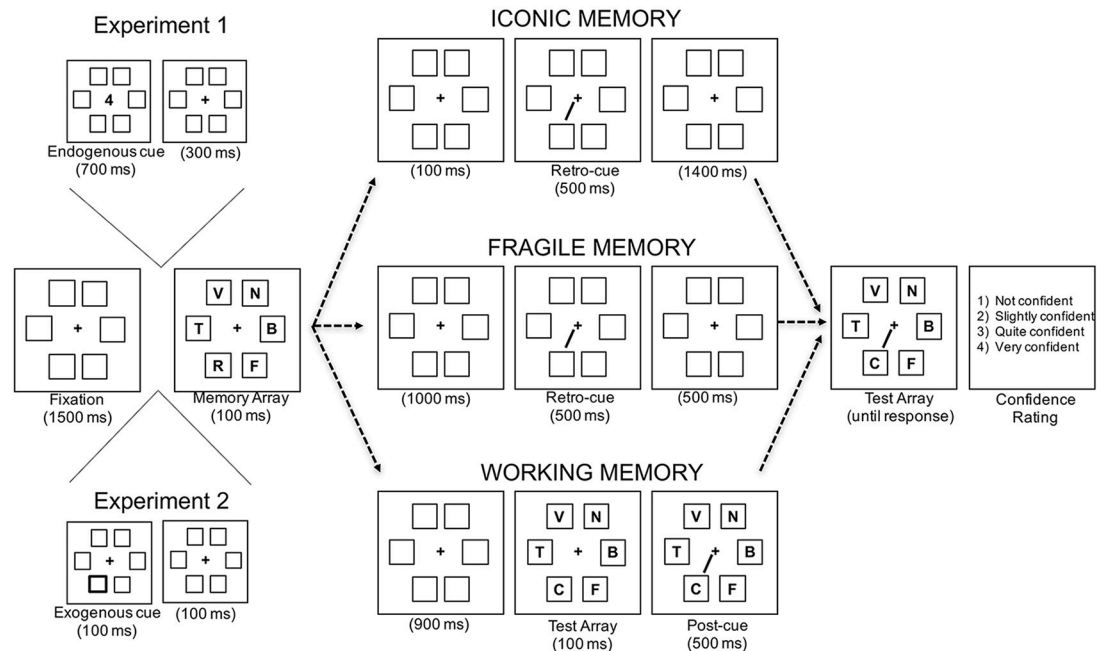 Experiment 1
4
+
Endogenous cue
(700 ms)
(300 ms)
ICONIC MEMORY
+
+
+
(100 ms)
Retro-cue
(500 ms)
(1400 ms)
+
Fixation
(1500 ms)
V N
T + B
R F
Memory Array
(100 ms)
FRAGILE MEMORY
+
+
+
(1000 ms)
Retro-cue
(500 ms)
(500 ms)
V N
T + B
C F
Test Array
(until response)
1) Not confident
2) Slightly confident
3) Quite confident
4) Very confident
Confidence
Rating
Experiment 2
+
+
Exogenous cue
(100 ms)
(100 ms)
WORKING MEMORY
+
(900 ms)
V N
T + B
C F
Test Array
(100 ms)
V N
T + B
C F
Post-cue
(500 ms)